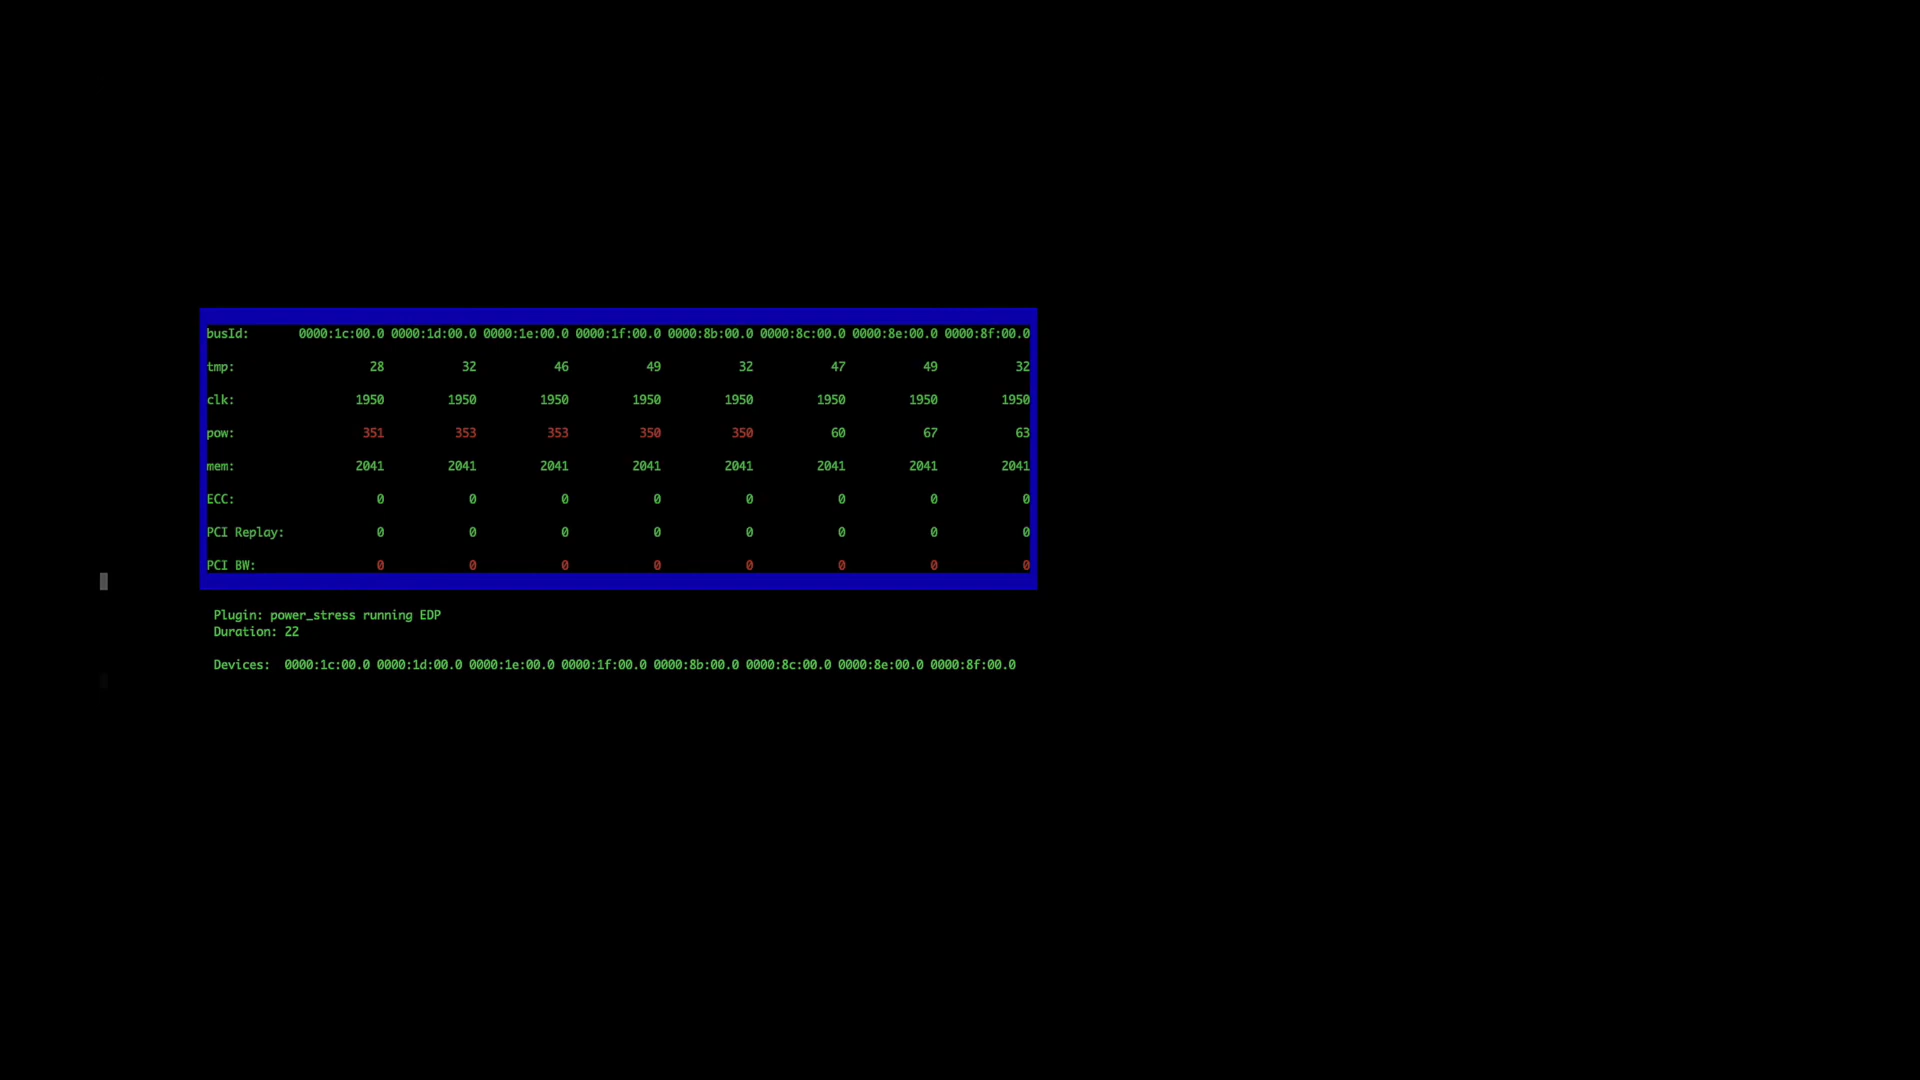 busId: 0000:1c:00.0 0000:1d:00.0 0000:1e:00.0 0000:1f:00.0 0000:8b:00.0 0000:8c:00.0 0000:8e:00.0 0000:8f:00.0
tmp: 28 32 46 49 32 47 49 32
clk: 1950 1950 1950 1950 1950 1950 1950 1950
pow: 351 353 353 350 350 60 67 63
mem: 2041 2041 2041 2041 2041 2041 2041 2041
ECC: 0 0 0 0 0 0 0 0
PCI Replay: 0 0 0 0 0 0 0 0
PCI BW: 0 0 0 0 0 0 0 0
Plugin: power_stress running EDP
Duration: 22
Devices: 0000:1c:00.0 0000:1d:00.0 0000:1e:00.0 0000:1f:00.0 0000:8b:00.0 0000:8c:00.0 0000:8e:00.0 0000:8f:00.0